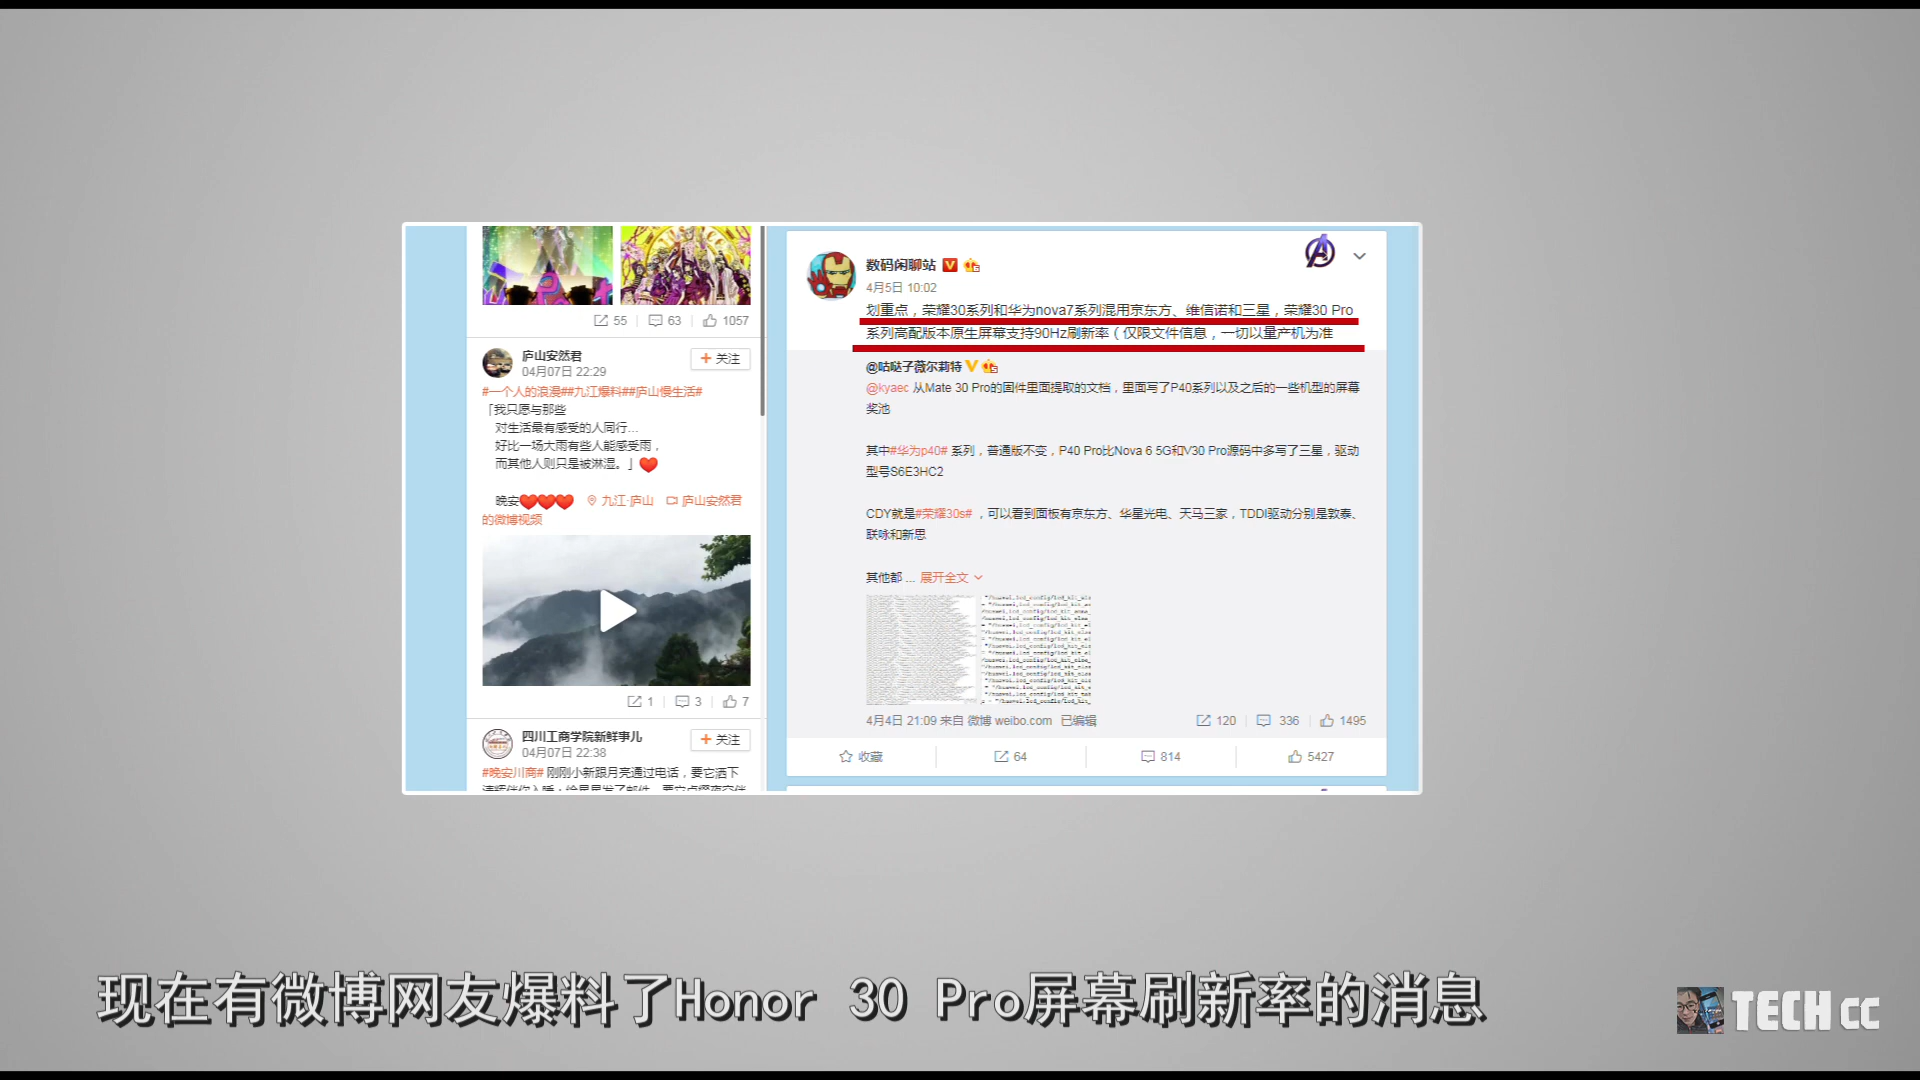 55 63 1057
庐山安然君
04月07日 22:29
+ 关注
#一个人的浪漫##九江爆料##庐山慢生活#
「我只愿与那些
对生活最有感受的人同行...
好比一场大雨有些人能感受雨，
而其他人则只是被淋湿。」
晚安 九江·庐山 庐山安然君
的微博视频
1 3 7
四川工商学院新鲜事儿
04月07日 22:38
+ 关注
#晚安川商# 刚刚小新跟月亮通过电话，要它洒下
数码闲聊站
4月5日 10:02
划重点，荣耀30系列和华为nova7系列混用京东方、维信诺和三星，荣耀30 Pro
系列高配版本原生屏幕支持90Hz刷新率（仅限文件信息，一切以量产机为准
@咕哒子薇尔莉特
@kyaec 从Mate 30 Pro的固件里面提取的文档，里面写了P40系列以及之后的一些机型的屏幕
奖池
其中#华为p40# 系列，普通版不变，P40 Pro比Nova 6 5G和V30 Pro源码中多写了三星，驱动
型号S6E3HC2
CDY就是#荣耀30s# ，可以看到面板有京东方、华星光电、天马三家，TDDI驱动分别是敦泰、
联咏和新思
其他都 ... 展开全文
4月4日 21:09 来自 微博 weibo.com 已编辑
120 336 1495
收藏 64 814 5427
现在有微博网友爆料了Honor 30 Pro屏幕刷新率的消息
TECH CC